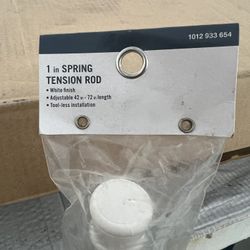 1012 933 654
1 in SPRING
TENSION ROD
• White finish
• Adjustable 42 in - 72 in length
• Tool-less installation